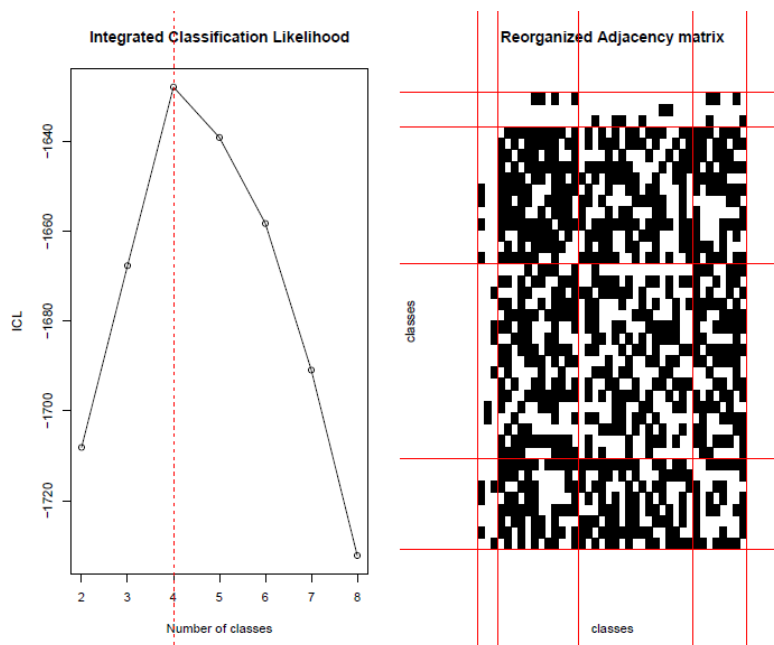 Integrated Classification Likelihood
−1640
−1660
−1680
−1700
−1720
ICL
2 3 4 5 6 7 8
Number of classes
Reorganized Adjacency matrix
classes
classes